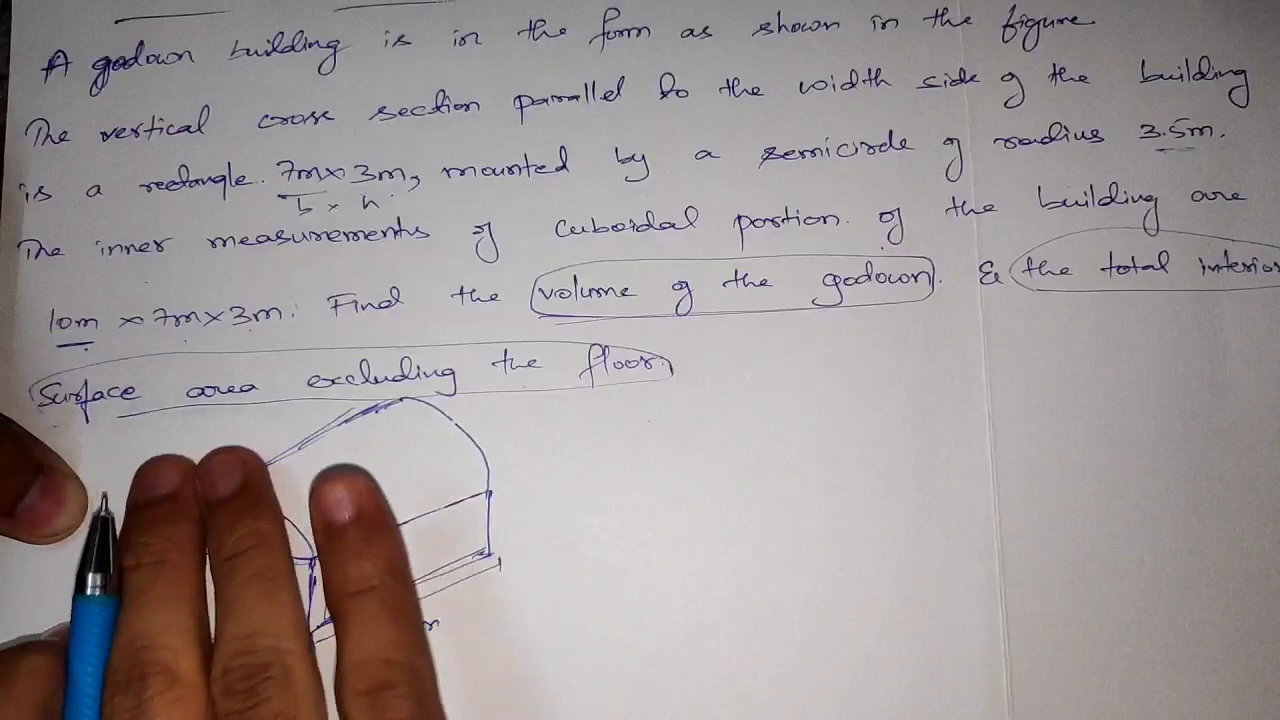 A godown building is in the form as shown in the figure
The vertical cross section parallel to the width side of the building
is a rectangle. 7m × 3m, mounted by a semicircle of radius 3.5m.
b × h.
The inner measurements of cuboidal portion of the building are
10m × 7m × 3m. Find the volume of the godown. & the total interior
surface area excluding the floor.
m